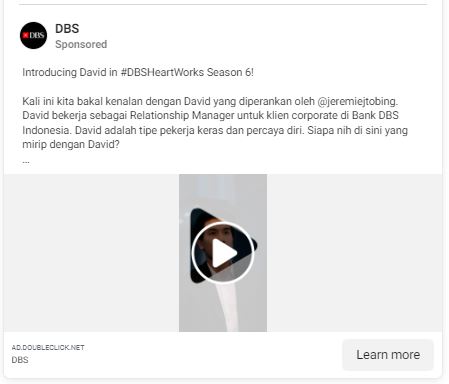 DBS
DBS
Sponsored
Introducing David in #DBSHeartWorks Season 6!
Kali ini kita bakal kenalan dengan David yang diperankan oleh @jeremiejtobing.
David bekerja sebagai Relationship Manager untuk klien corporate di Bank DBS
Indonesia. David adalah tipe pekerja keras dan percaya diri. Siapa nih di sini yang
mirip dengan David?
...
AD.DOUBLECLICK.NET
DBS
Learn more